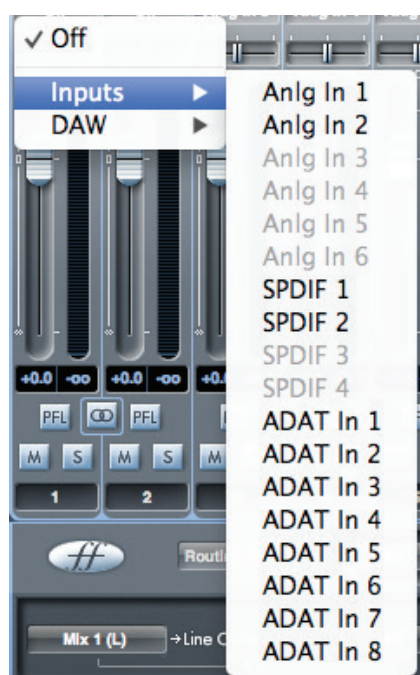 ✓ Off
Inputs ▶
DAW ▶
Anlg In 1
Anlg In 2
Anlg In 3
Anlg In 4
Anlg In 5
Anlg In 6
SPDIF 1
SPDIF 2
SPDIF 3
SPDIF 4
ADAT In 1
ADAT In 2
ADAT In 3
ADAT In 4
ADAT In 5
ADAT In 6
ADAT In 7
ADAT In 8
+0.0 -oo +0.0 -oo +0.
PFL PFL
M S M S M
1 2
ff
Mix 1 (L) → Line